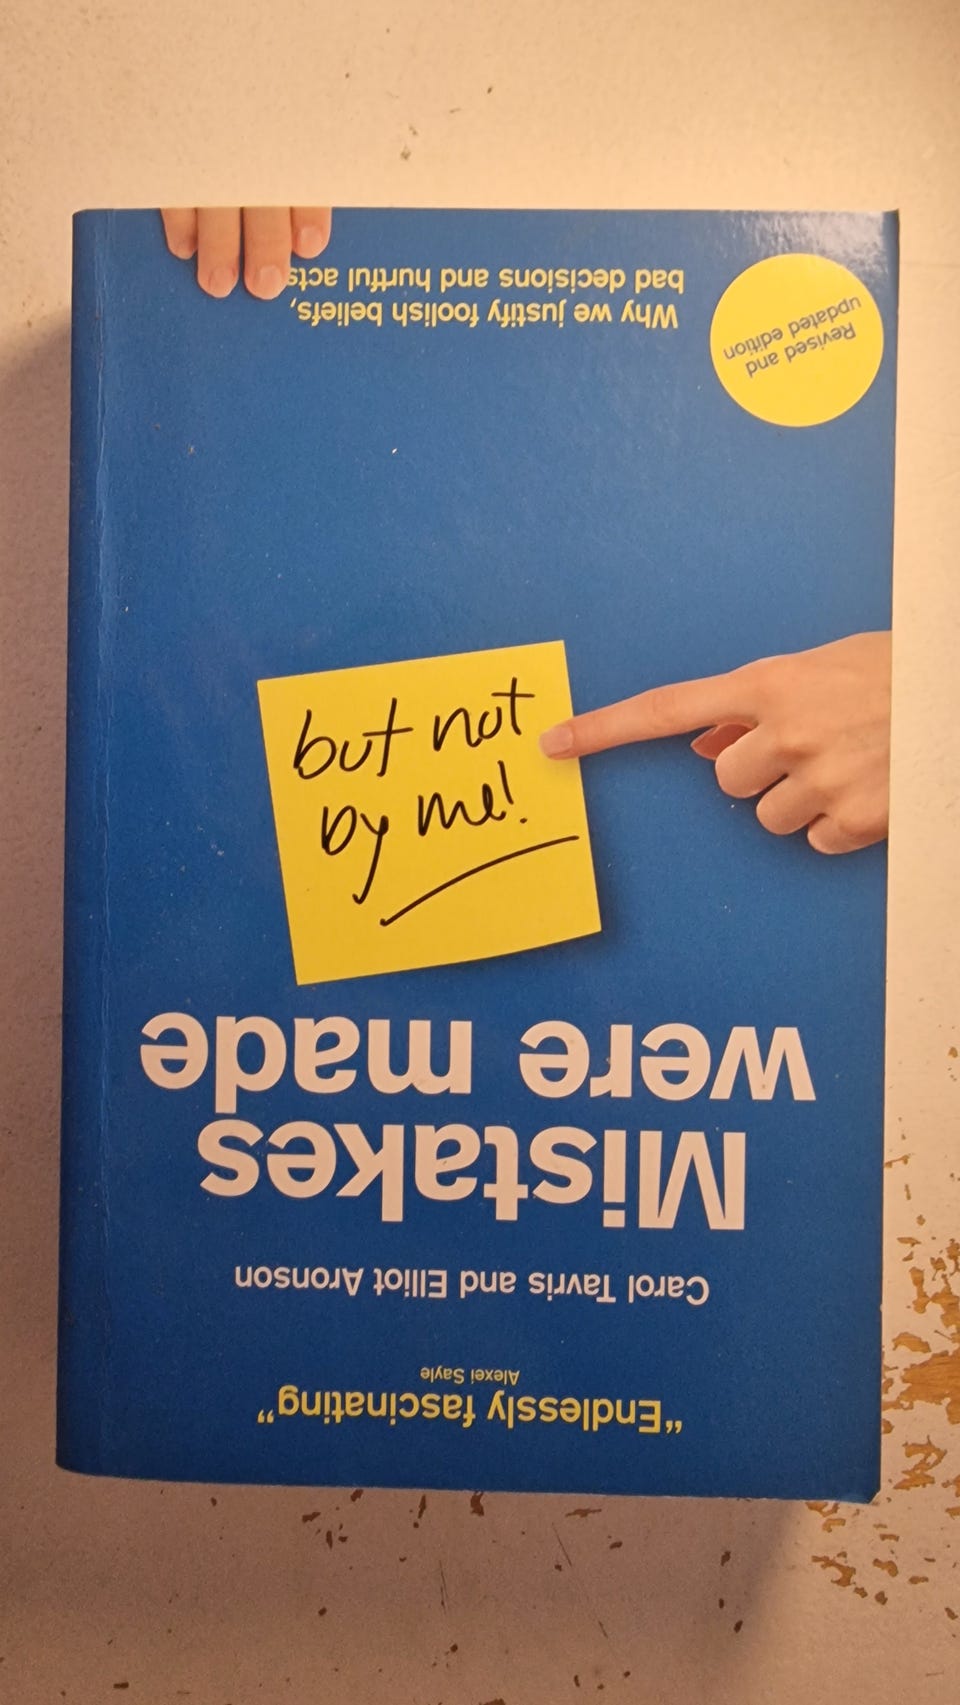 “Endlessly fascinating”
Alexei Sayle
Carol Tavris and Elliot Aronson
Mistakes
were made
but not
by me!
Why we justify foolish beliefs,
bad decisions and hurtful acts
Revised and
updated edition